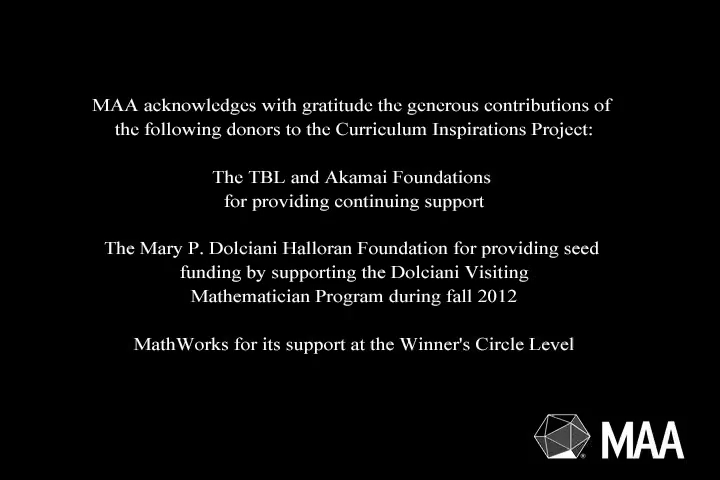 MAA acknowledges with gratitude the generous contributions of
the following donors to the Curriculum Inspirations Project:
The TBL and Akamai Foundations
for providing continuing support
The Mary P. Dolciani Halloran Foundation for providing seed
funding by supporting the Dolciani Visiting
Mathematician Program during fall 2012
MathWorks for its support at the Winner's Circle Level
MAA